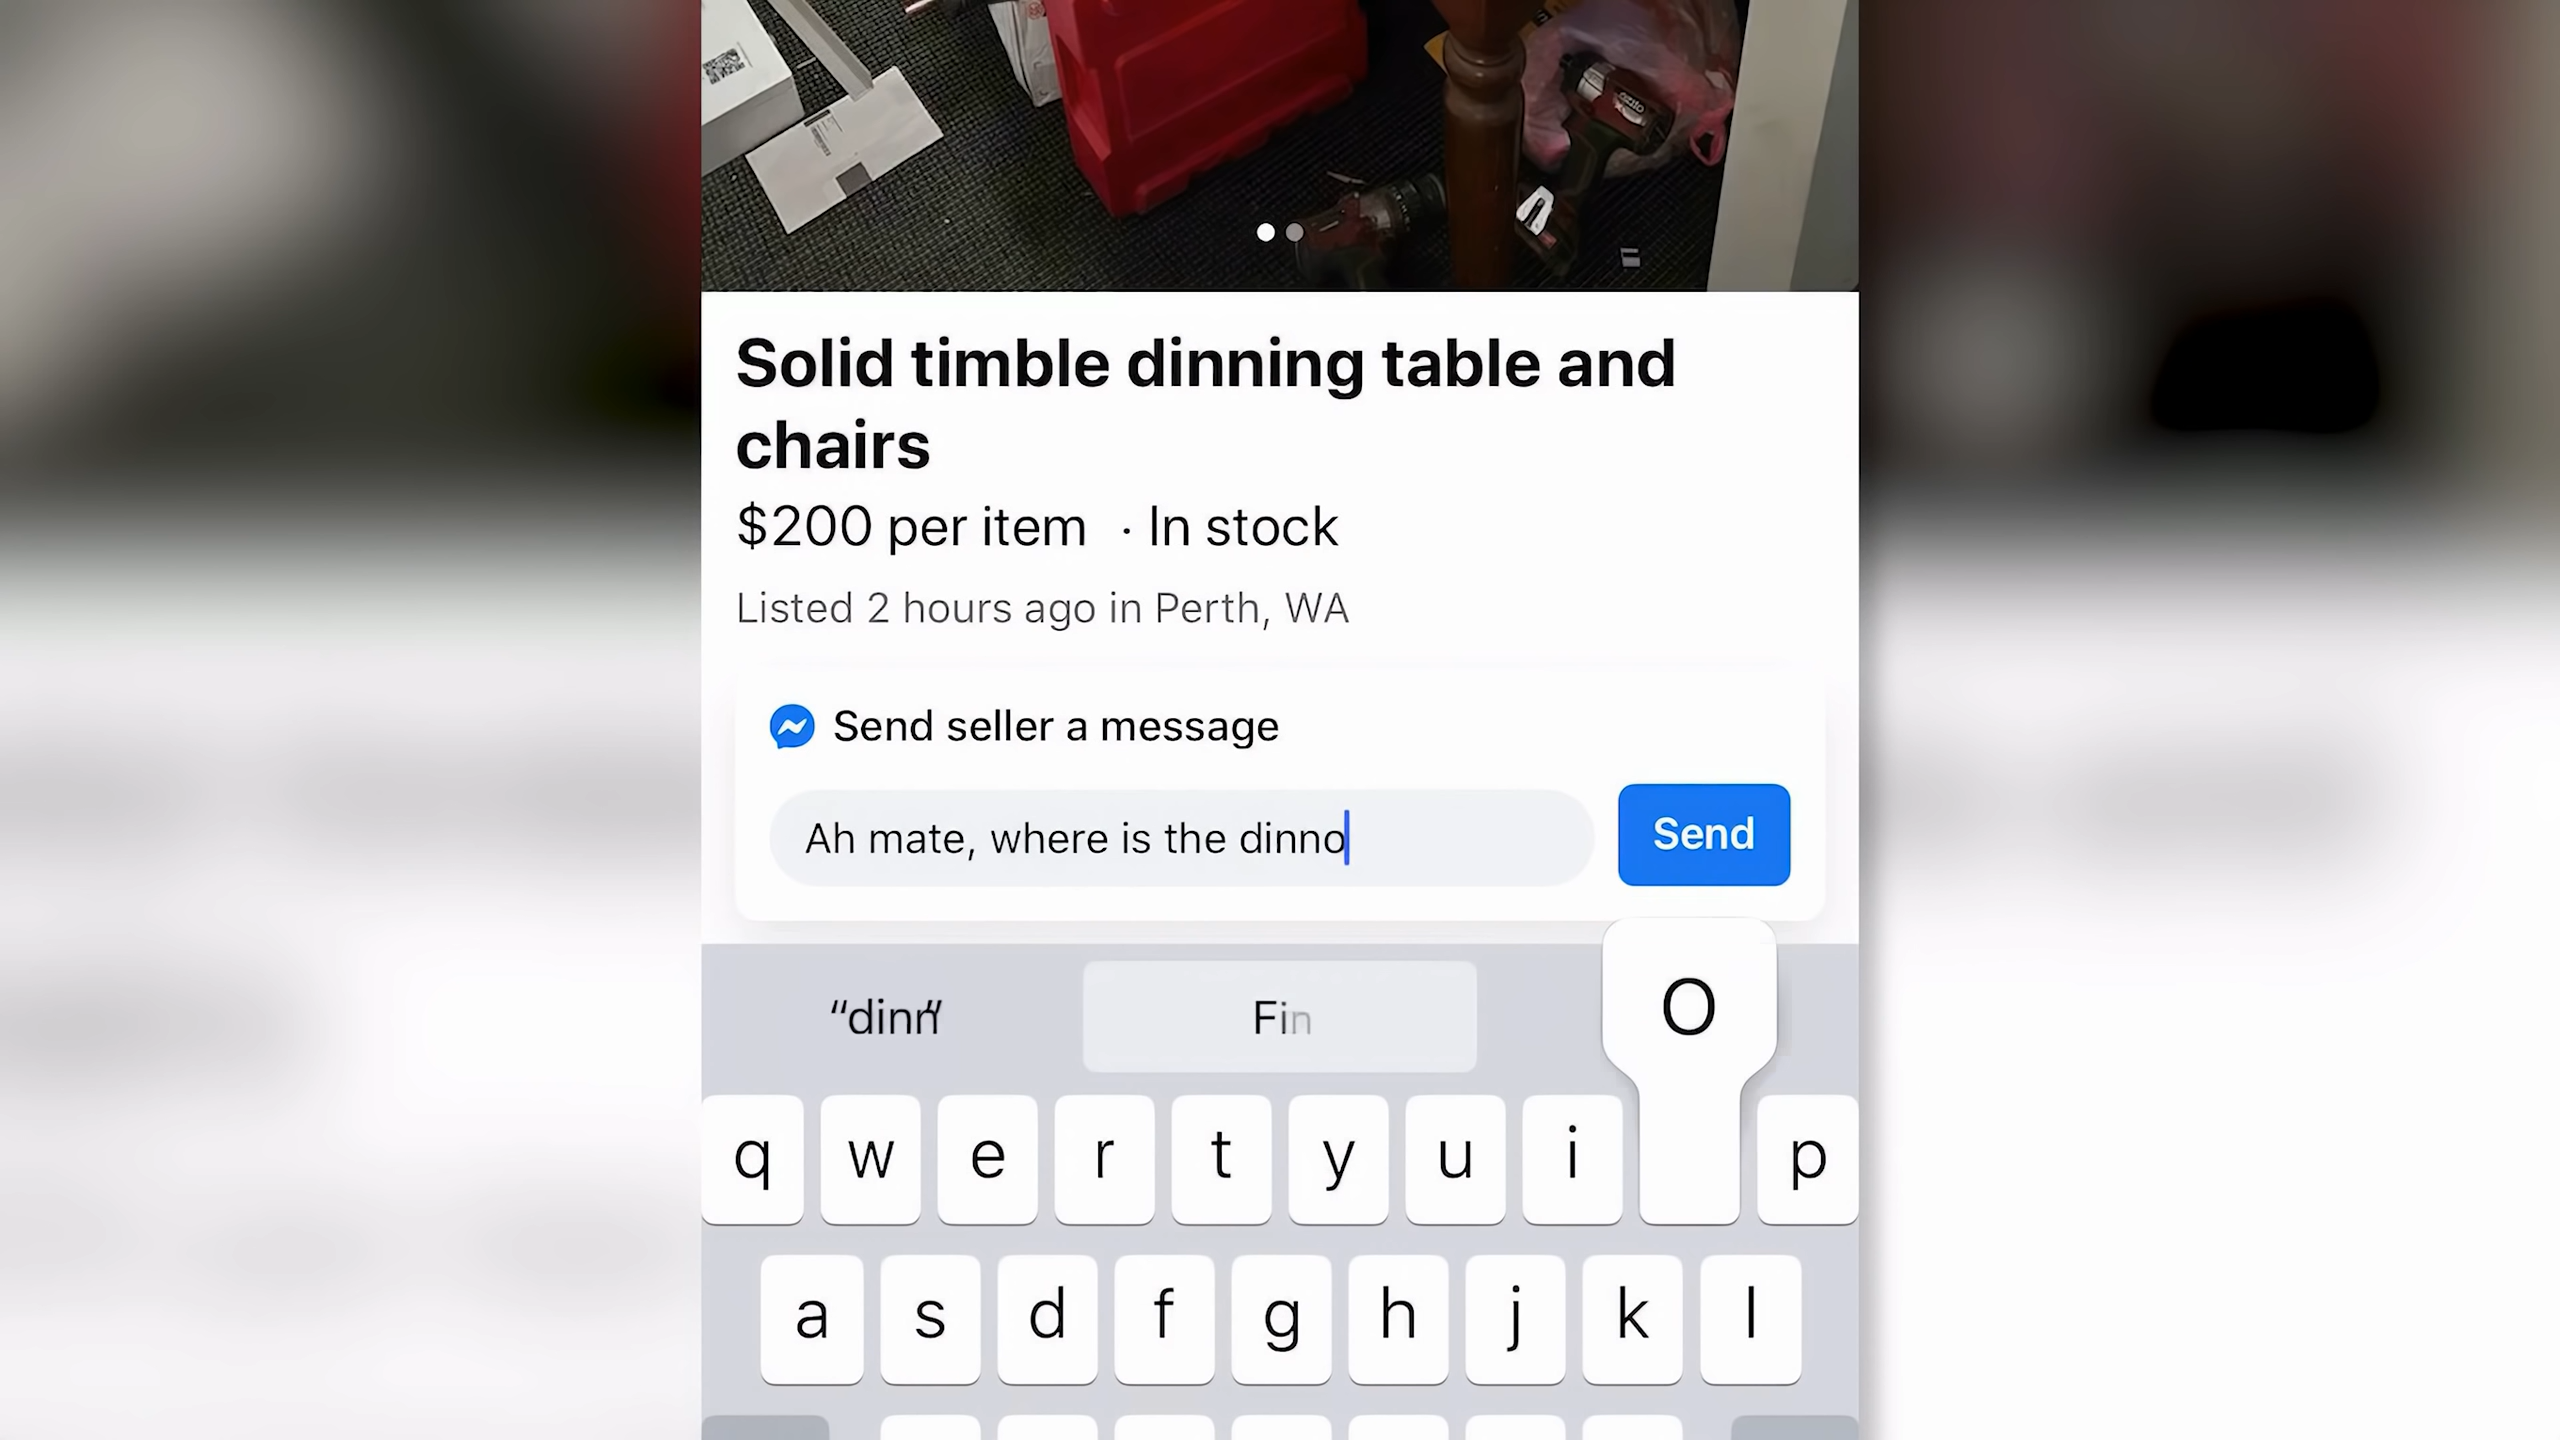 ozito
Solid timble dinning table and
chairs
$200 per item · In stock
Listed 2 hours ago in Perth, WA
Send seller a message
Ah mate, where is the dinno
Send
Fin
O
q w e r t y u i p
a s d f g h j k l